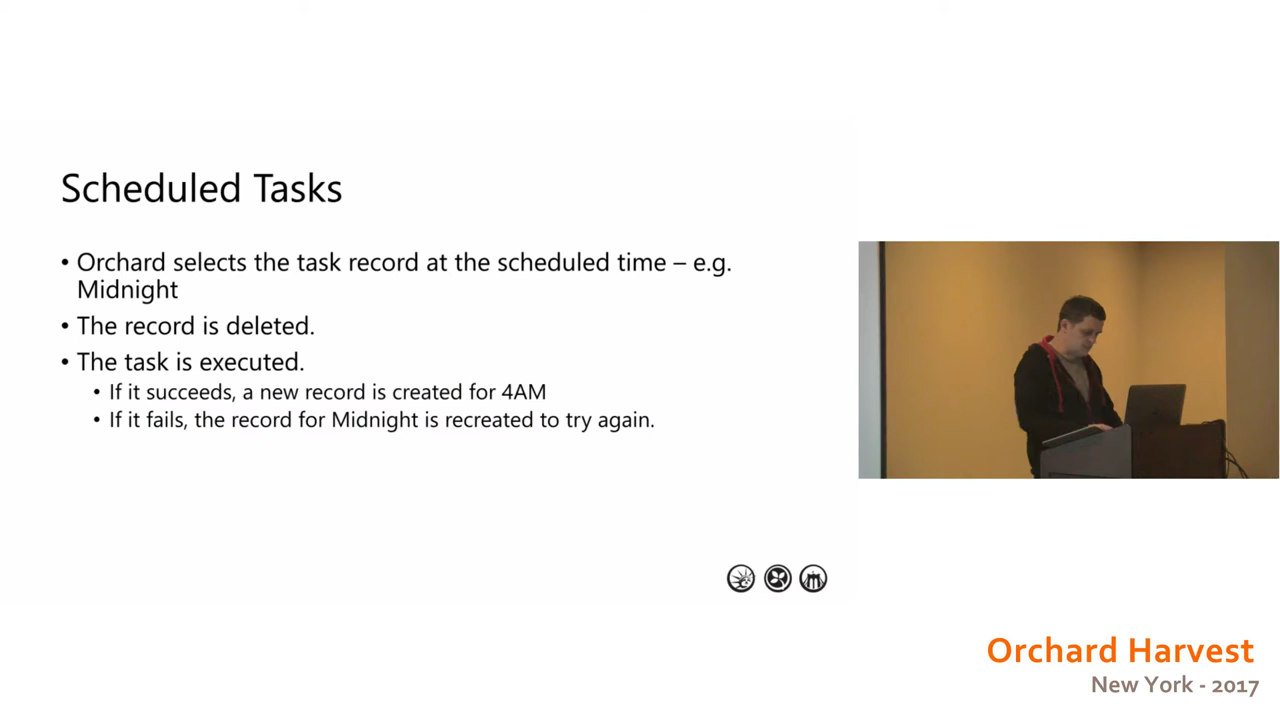 Scheduled Tasks
• Orchard selects the task record at the scheduled time – e.g.
Midnight
• The record is deleted.
• The task is executed.
• If it succeeds, a new record is created for 4AM
• If it fails, the record for Midnight is recreated to try again.
Orchard Harvest
New York - 2017